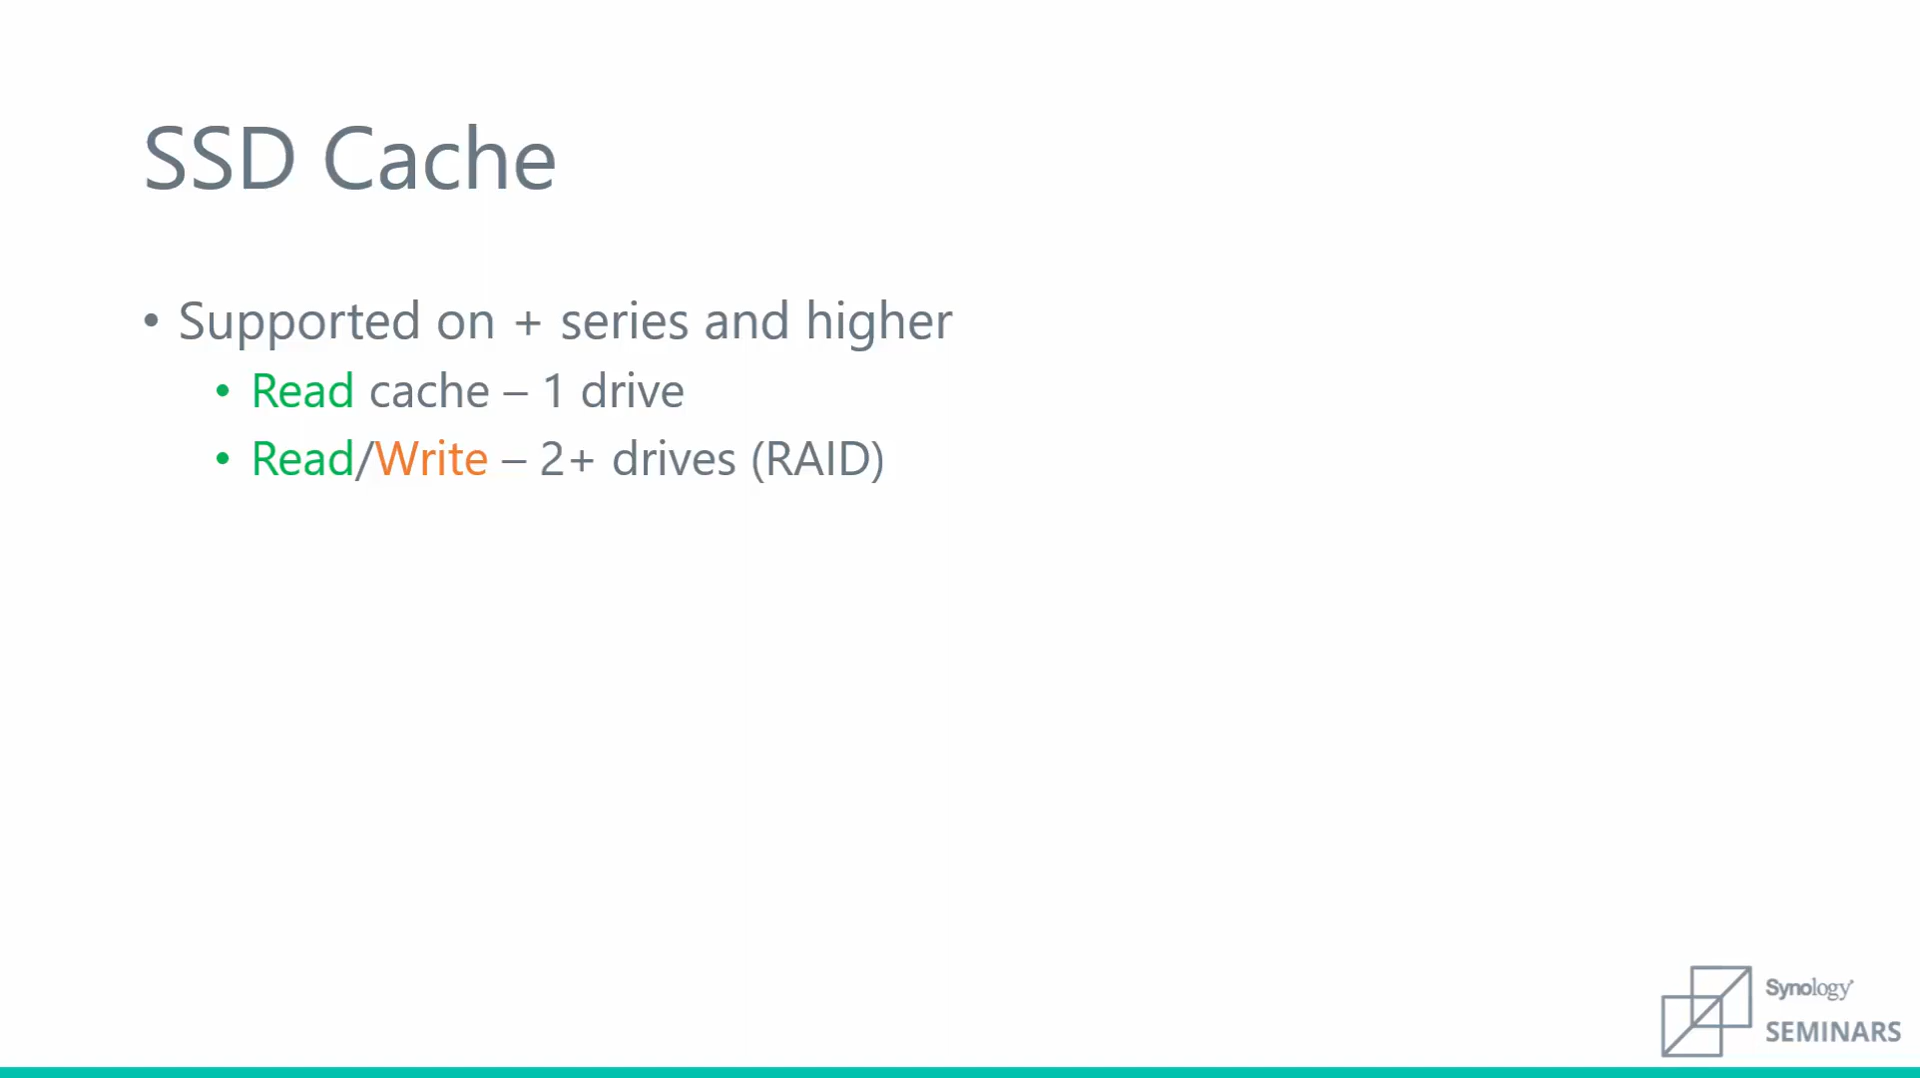 SSD Cache
• Supported on + series and higher
• Read cache – 1 drive
• Read/Write – 2+ drives (RAID)
Synology
SEMINARS